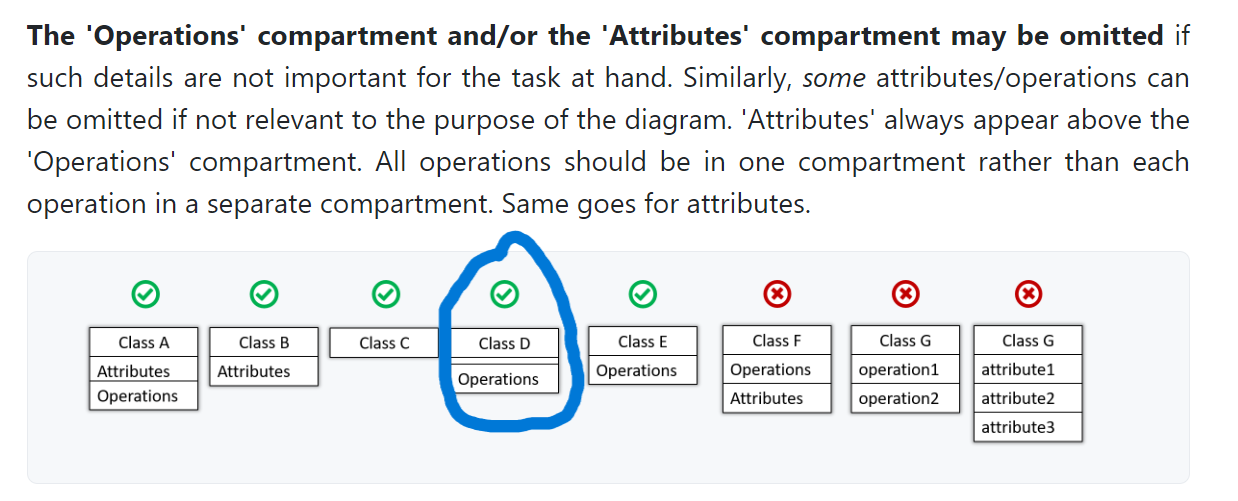 The 'Operations' compartment and/or the 'Attributes' compartment may be omitted if
such details are not important for the task at hand. Similarly, some attributes/operations can
be omitted if not relevant to the purpose of the diagram. 'Attributes' always appear above the
'Operations' compartment. All operations should be in one compartment rather than each
operation in a separate compartment. Same goes for attributes.
Class A
Attributes
Operations
Class B
Attributes
Class C
Class D
Operations
Class E
Operations
Class F
Operations
Attributes
Class G
operation1
operation2
Class G
attribute1
attribute2
attribute3